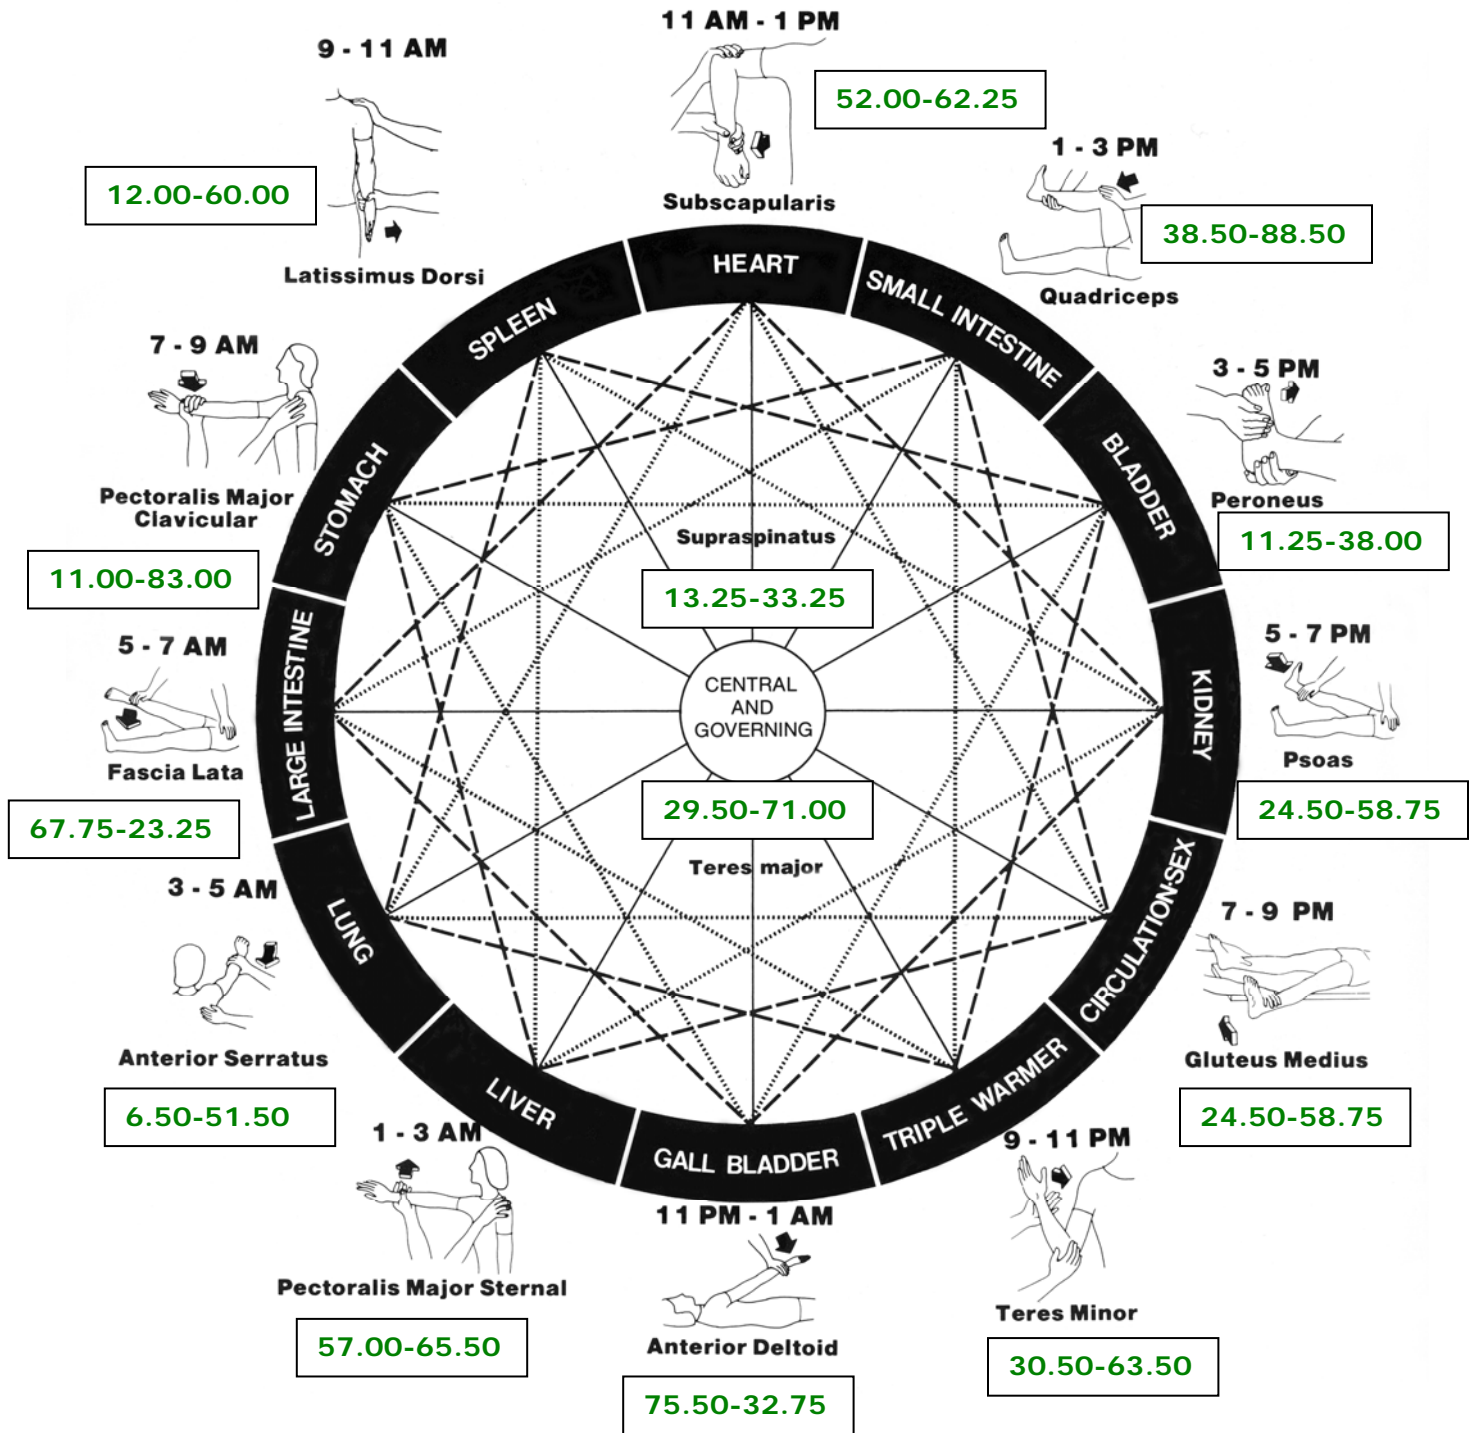 11 AM - 1 PM
52.00-62.25
Subscapularis
HEART
1 - 3 PM
38.50-88.50
Quadriceps
SMALL INTESTINE
3 - 5 PM
Peroneus
11.25-38.00
BLADDER
5 - 7 PM
Psoas
24.50-58.75
KIDNEY
7 - 9 PM
Gluteus Medius
24.50-58.75
CIRCULATION-SEX
9 - 11 PM
Teres Minor
30.50-63.50
TRIPLE WARMER
11 PM - 1 AM
Anterior Deltoid
75.50-32.75
GALL BLADDER
1 - 3 AM
Pectoralis Major Sternal
57.00-65.50
LIVER
3 - 5 AM
Anterior Serratus
6.50-51.50
LUNG
5 - 7 AM
Fascia Lata
67.75-23.25
LARGE INTESTINE
7 - 9 AM
Pectoralis Major
Clavicular
11.00-83.00
STOMACH
9 - 11 AM
12.00-60.00
Latissimus Dorsi
SPLEEN
Supraspinatus
13.25-33.25
CENTRAL
AND
GOVERNING
29.50-71.00
Teres major